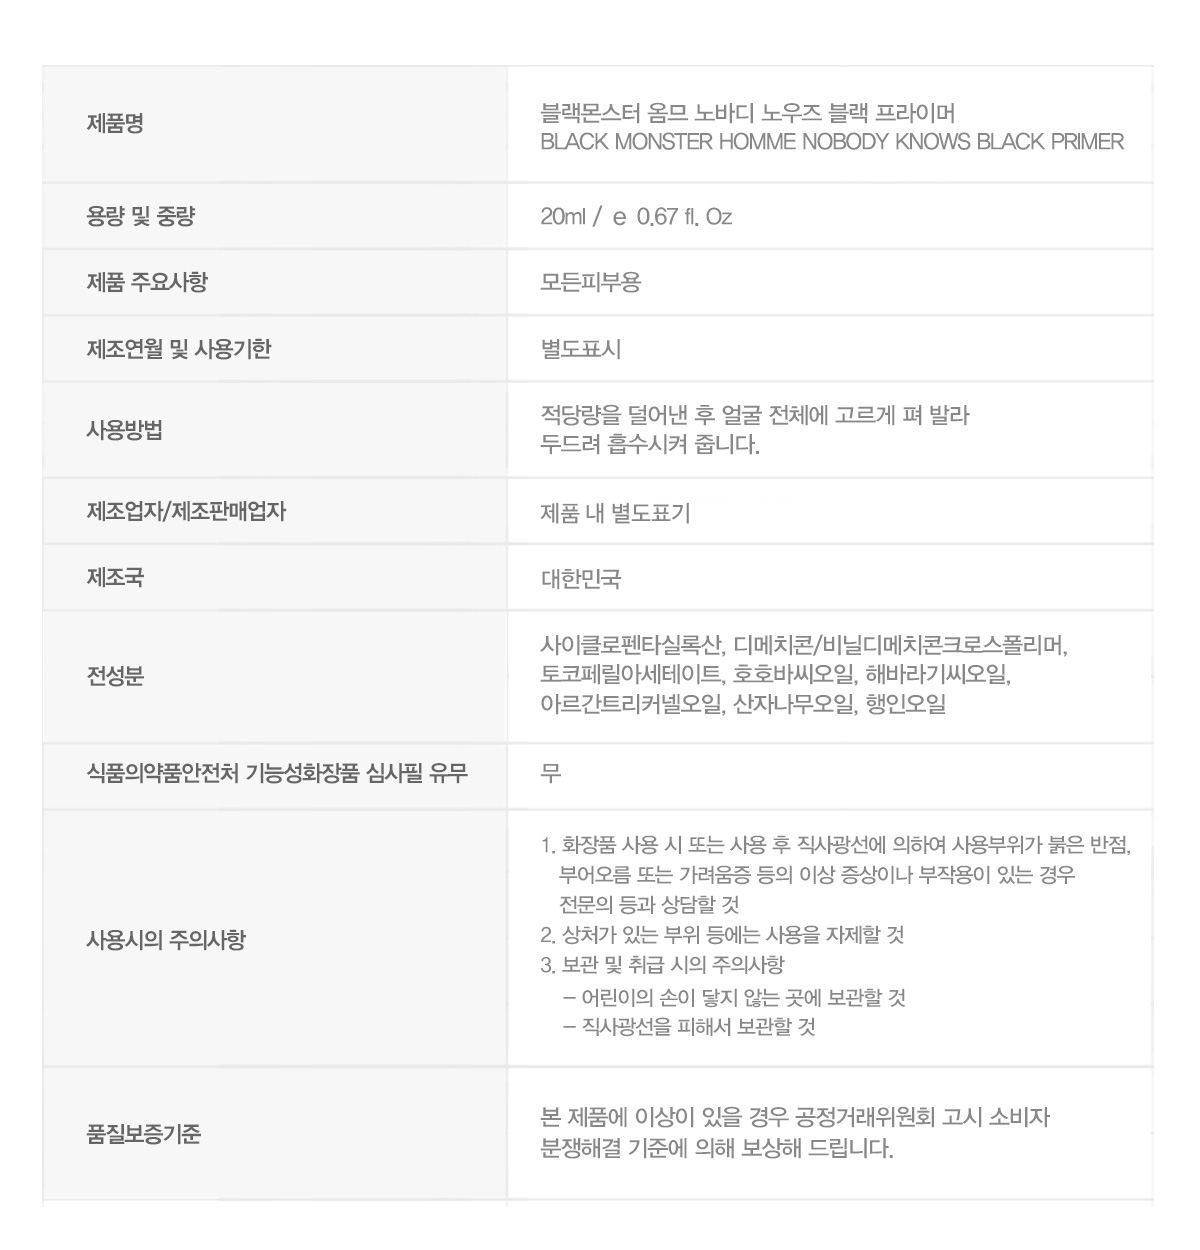 제품명
블랙몬스터 옴므 노바디 노우즈 블랙 프라이머
BLACK MONSTER HOMME NOBODY KNOWS BLACK PRIMER
용량 및 중량
20ml / e 0.67 fl. Oz
제품 주요사항
모든피부용
제조연월 및 사용기한
별도표시
사용방법
적당량을 덜어낸 후 얼굴 전체에 고르게 펴 발라
두드려 흡수시켜 줍니다.
제조업자/제조판매업자
제품 내 별도표기
제조국
대한민국
전성분
사이클로펜타실록산, 디메치콘/비닐디메치콘크로스폴리머,
토코페릴아세테이트, 호호바씨오일, 해바라기씨오일,
아르간트리커넬오일, 산자나무오일, 행인오일
식품의약품안전처 기능성화장품 심사필 유무
무
사용시의 주의사항
1. 화장품 사용 시 또는 사용 후 직사광선에 의하여 사용부위가 붉은 반점,
부어오름 또는 가려움증 등의 이상 증상이나 부작용이 있는 경우
전문의 등과 상담할 것
2. 상처가 있는 부위 등에는 사용을 자제할 것
3. 보관 및 취급 시의 주의사항
– 어린이의 손이 닿지 않는 곳에 보관할 것
– 직사광선을 피해서 보관할 것
품질보증기준
본 제품에 이상이 있을 경우 공정거래위원회 고시 소비자
분쟁해결 기준에 의해 보상해 드립니다.